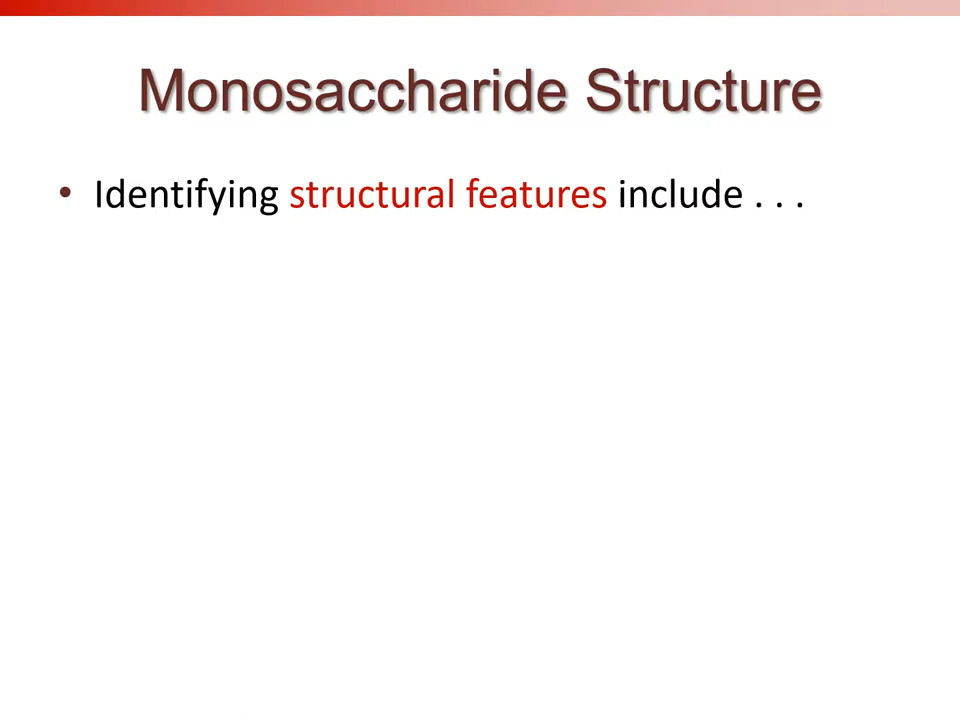 Monosaccharide Structure
• Identifying structural features include . . .